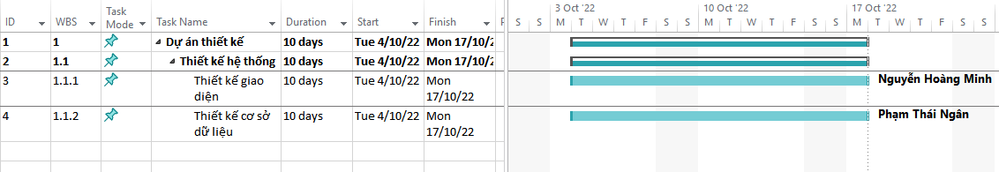 3 Oct '22 10 Oct '22 17 Oct '22
ID WBS Task Mode Task Name Duration Start Finish
S S M T W T F S S M T W T F S S M T W T F S S
1 1 Dự án thiết kế 10 days Tue 4/10/22 Mon 17/10/2
2 1.1 Thiết kế hệ thống 10 days Tue 4/10/22 Mon 17/10/2
3 1.1.1 Thiết kế giao diện 10 days Tue 4/10/22 Mon 17/10/22 Nguyễn Hoàng Minh
4 1.1.2 Thiết kế cơ sở dữ liệu 10 days Tue 4/10/22 Mon 17/10/22 Phạm Thái Ngân